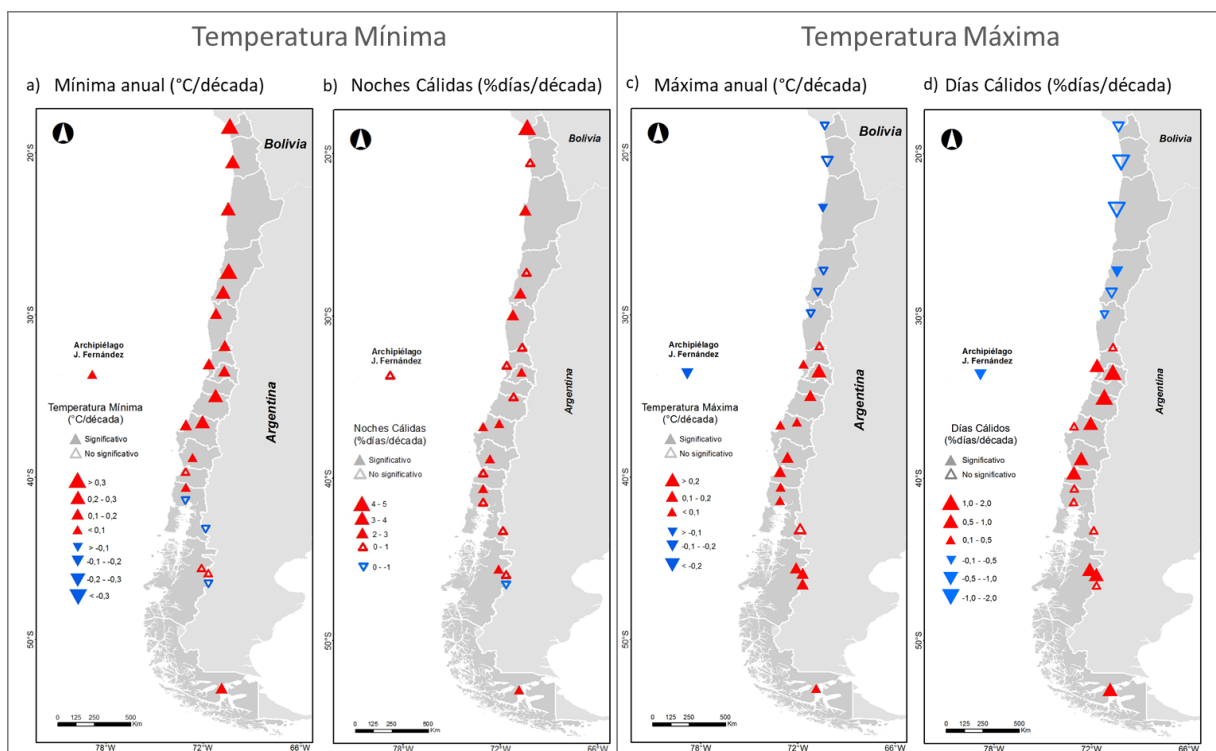 Temperatura Mínima
Temperatura Máxima
a) Mínima anual (°C/década)
b) Noches Cálidas (%días/década)
c) Máxima anual (°C/década)
d) Días Cálidos (%días/década)
Bolivia
20°S
30°S
Archipiélago
J. Fernández
Argentina
Temperatura Mínima
(°C/década)
Significativo
No significativo
> 0,3
0,2 - 0,3
0,1 - 0,2
< 0,1
> -0,1
-0,1 - -0,2
-0,2 - -0,3
< -0,3
40°S
50°S
0 125 250 500
Km
78°W
72°W
66°W
Bolivia
20°S
30°S
Archipiélago
J. Fernández
Argentina
Noches Cálidas
(%días/década)
Significativo
No significativo
4 - 5
3 - 4
2 - 3
0 - 1
0 - -1
40°S
50°S
0 125 250 500
Km
78°W
72°W
66°W
Bolivia
20°S
30°S
Archipiélago
J. Fernández
Argentina
Temperatura Máxima
(°C/década)
Significativo
No significativo
> 0,2
0,1 - 0,2
< 0,1
> -0,1
-0,1 - -0,2
< -0,2
40°S
50°S
0 125 250 500
Km
78°W
72°W
66°W
Bolivia
20°S
30°S
Archipiélago
J. Fernández
Argentina
Días Cálidos
(%días/década)
Significativo
No significativo
1,0 - 2,0
0,5 - 1,0
0,1 - 0,5
-0,1 - -0,5
-0,5 - -1,0
-1,0 - -2,0
40°S
50°S
0 125 250 500
Km
78°W
72°W
66°W